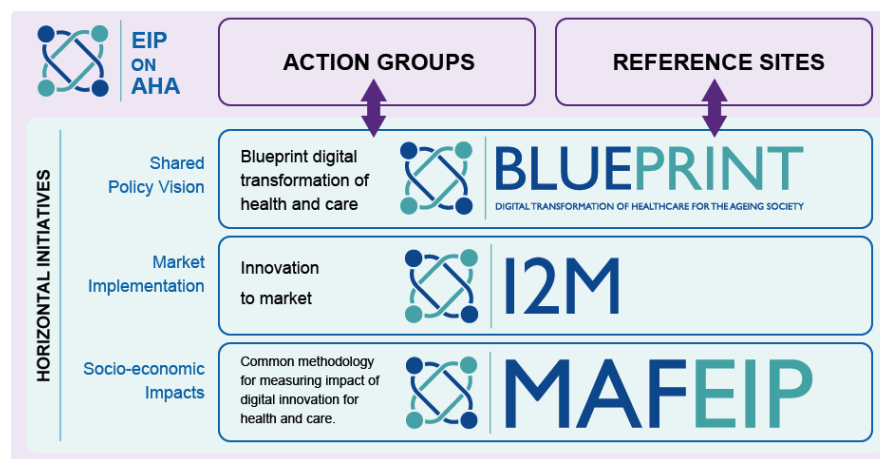 EIP
ON
AHA
ACTION GROUPS
REFERENCE SITES
HORIZONTAL INITIATIVES
Shared
Policy Vision
Blueprint digital
transformation of
health and care
BLUEPRINT
DIGITAL TRANSFORMATION OF HEALTHCARE FOR THE AGEING SOCIETY
Market
Implementation
Innovation
to market
I2M
Socio-economic
Impacts
Common methodology
for measuring impact of
digital innovation for
health and care.
MAFEIP